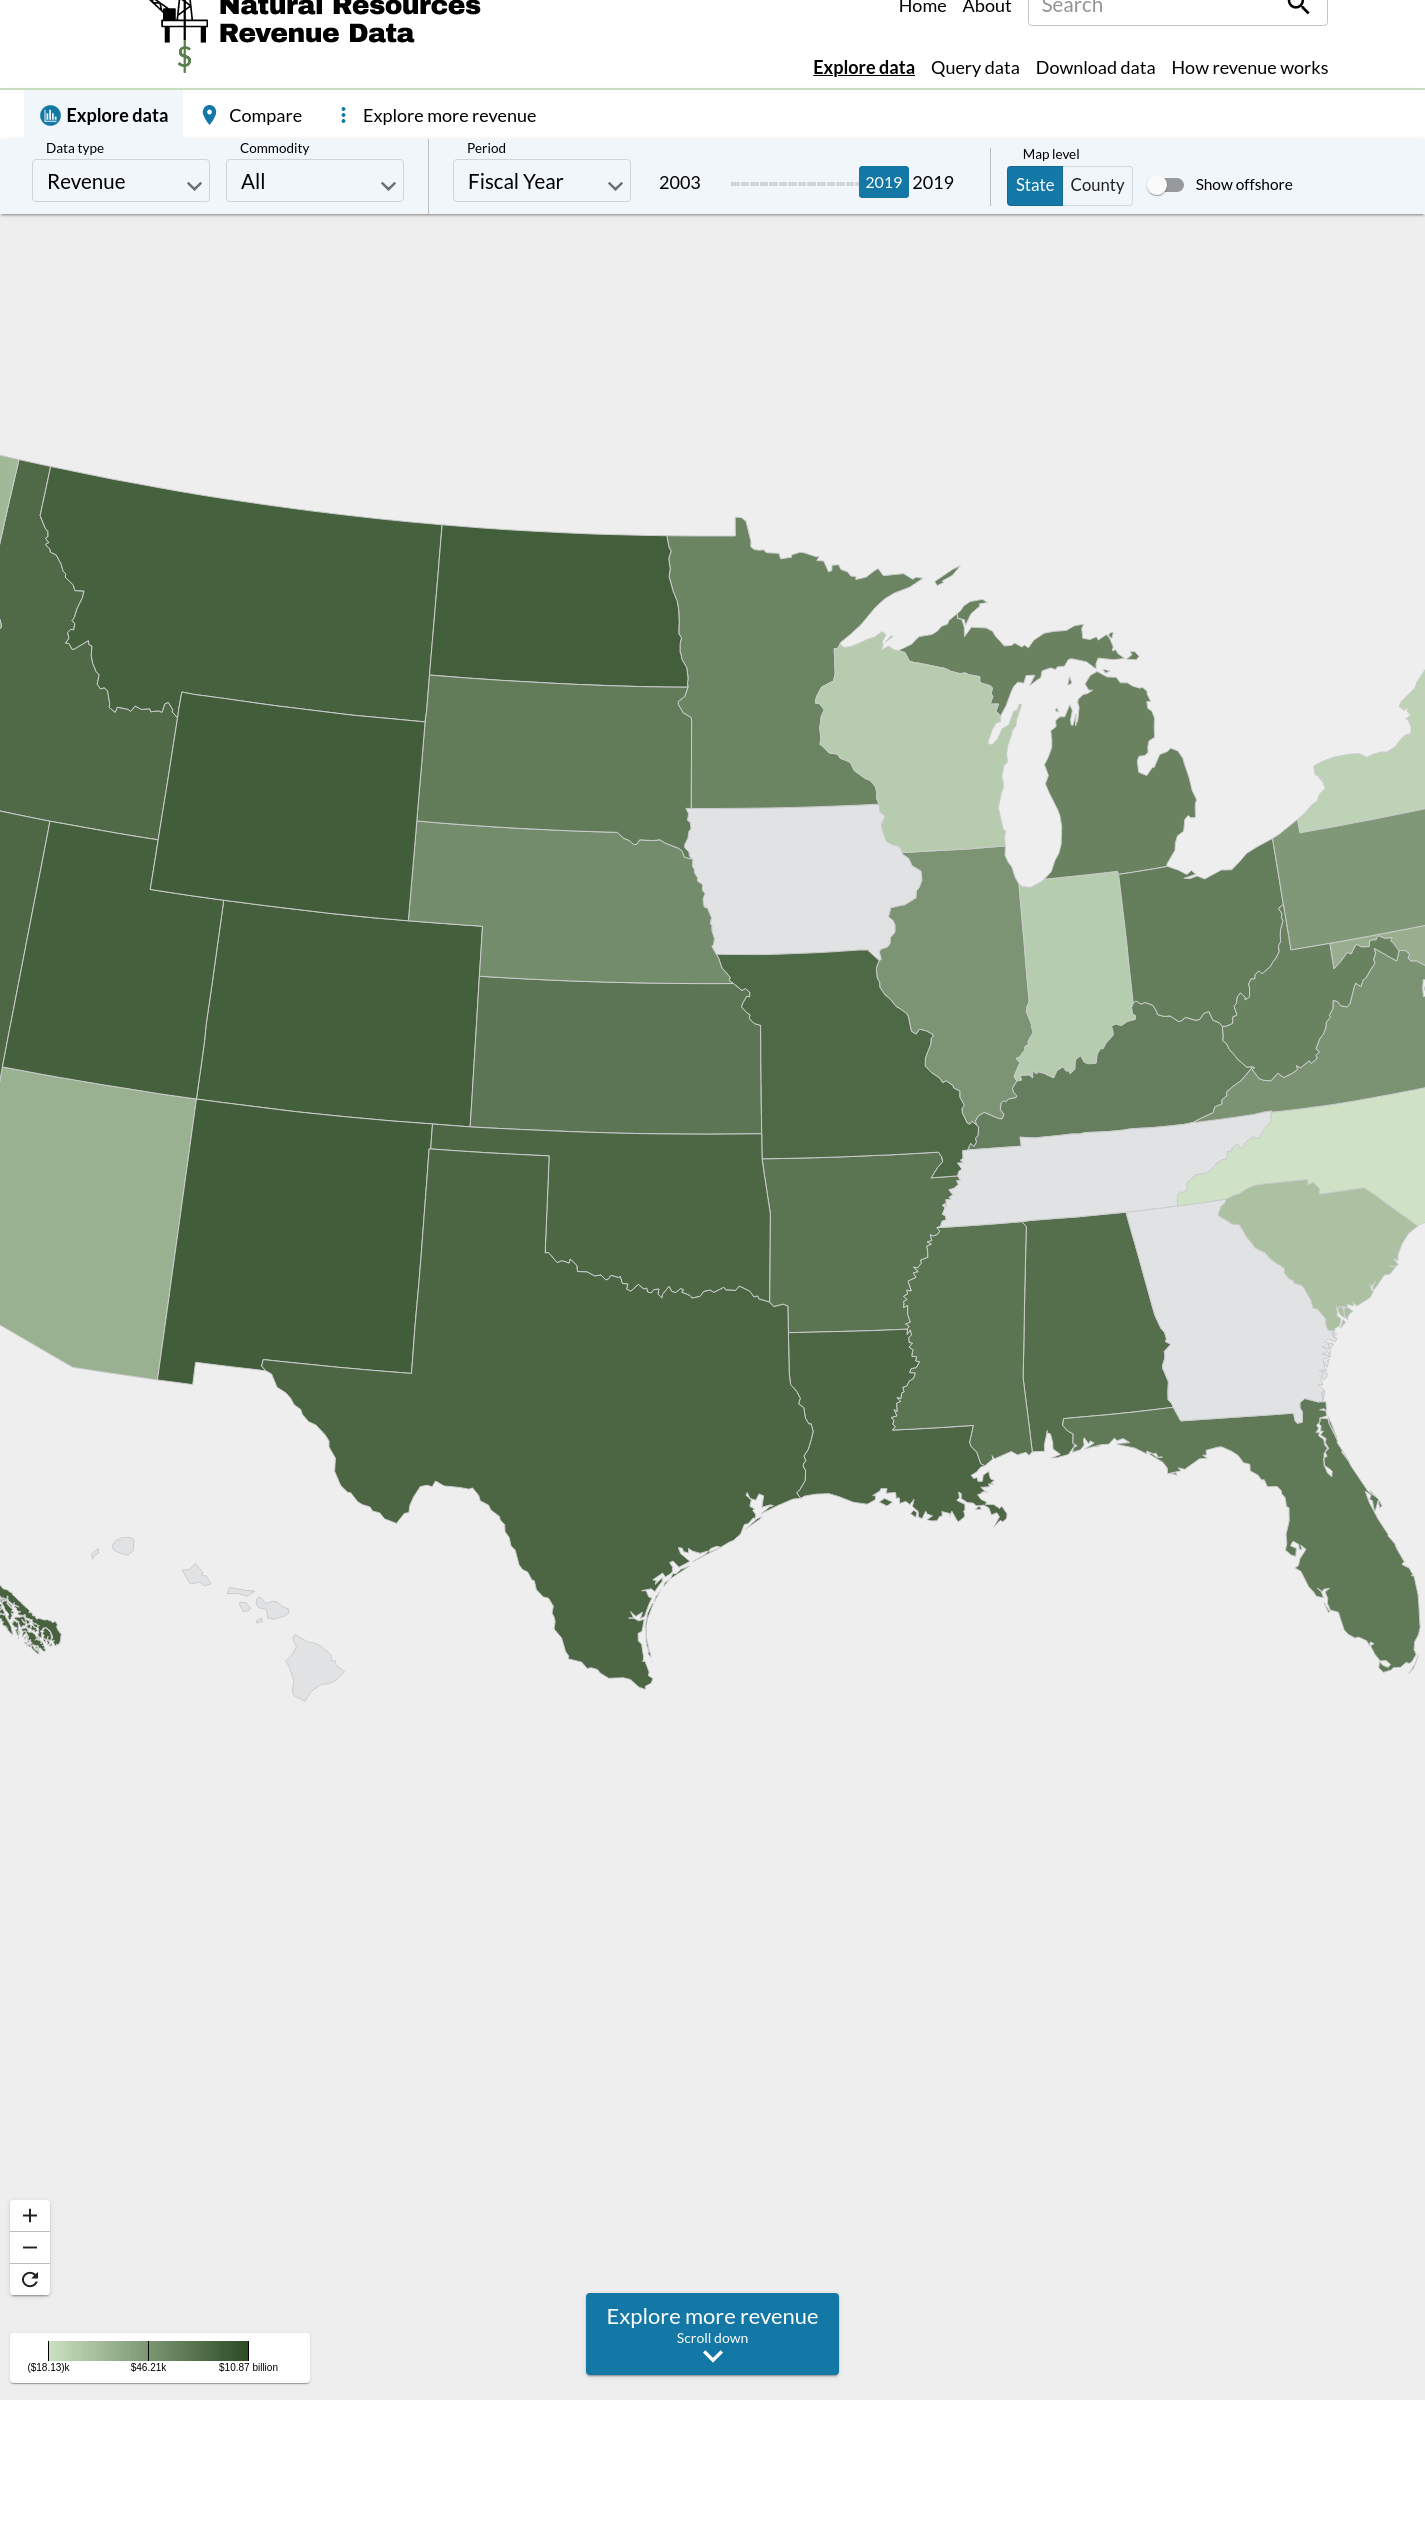 Natural Resources
Revenue Data
$
Home About Search
Explore data Query data Download data How revenue works
Explore data Compare Explore more revenue
Data type Commodity Period Map level
Revenue All Fiscal Year 2003 2019 2019 State County Show offshore
Explore more revenue
Scroll down
($18.13)k $46.21k $10.87 billion